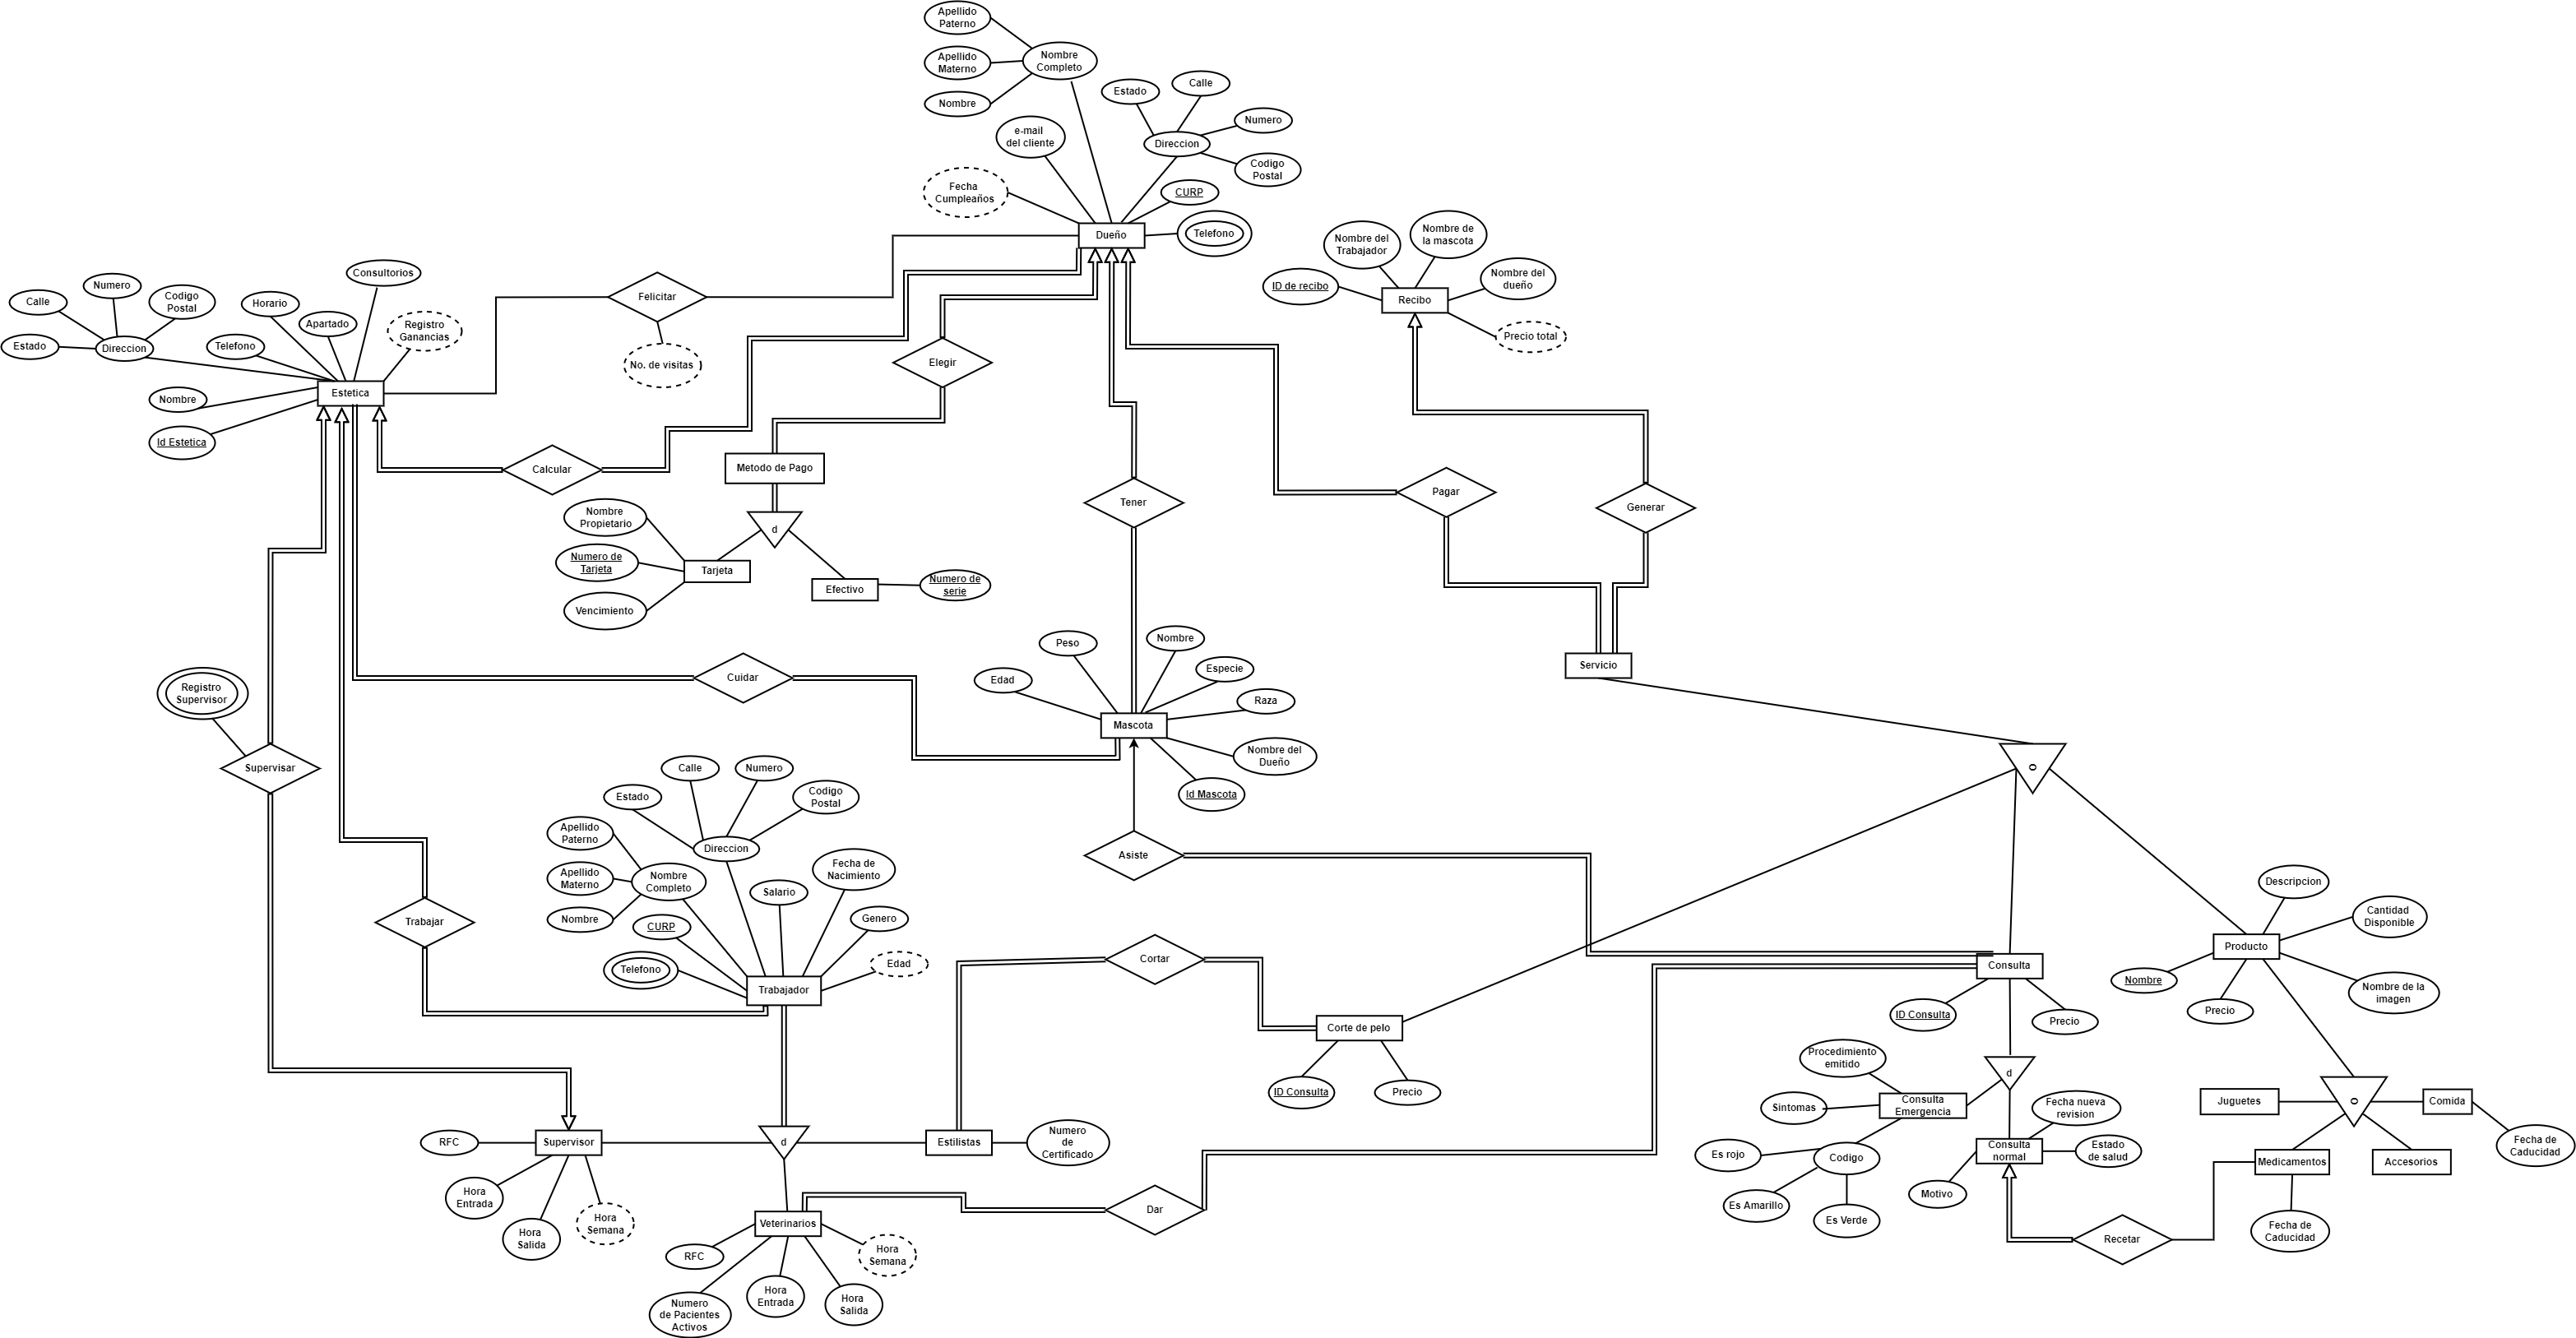 Apellido
Paterno
Apellido
Materno
Nombre
Nombre
Completo
Estado
Calle
Numero
Direccion
Codigo
Postal
e-mail
del cliente
Fecha
Cumpleaños
CURP
Telefono
Dueño
Nombre del
Trabajador
Nombre de
la mascota
ID de recibo
Nombre del
dueño
Recibo
Precio total
Calle
Numero
Codigo
Postal
Estado
Direccion
Horario
Consultorios
Apartado
Telefono
Registro
Ganancias
Nombre
Id Estetica
Estetica
Felicitar
No. de visitas
Elegir
Calcular
Metodo de Pago
d
Nombre
Propietario
Numero de
Tarjeta
Vencimiento
Tarjeta
Efectivo
Numero de
serie
Tener
Pagar
Generar
Servicio
Cuidar
Peso
Nombre
Edad
Especie
Raza
Mascota
Nombre del
Dueño
Id Mascota
Registro
Supervisor
Supervisar
Asiste
o
Calle
Numero
Estado
Codigo
Postal
Apellido
Paterno
Direccion
Apellido
Materno
Nombre
Completo
Fecha de
Nacimiento
Salario
Nombre
CURP
Genero
Telefono
Edad
Trabajador
Trabajar
Cortar
Corte de pelo
ID Consulta
Precio
Consulta
ID Consulta
Precio
Descripcion
Cantidad
Disponible
Producto
Nombre
Precio
Nombre de la
imagen
Procedimiento
emitido
d
Sintomas
Consulta
Emergencia
Fecha nueva
revision
Es rojo
Codigo
Consulta
normal
Estado
de salud
Es Amarillo
Es Verde
Motivo
Juguetes
o
Comida
Medicamentos
Accesorios
Fecha de
Caducidad
Fecha de
Caducidad
Recetar
RFC
Supervisor
d
Estilistas
Numero
de
Certificado
Hora
Entrada
Hora
Salida
Hora
Semana
Veterinarios
Dar
RFC
Hora
Semana
Numero
de Pacientes
Activos
Hora
Entrada
Hora
Salida